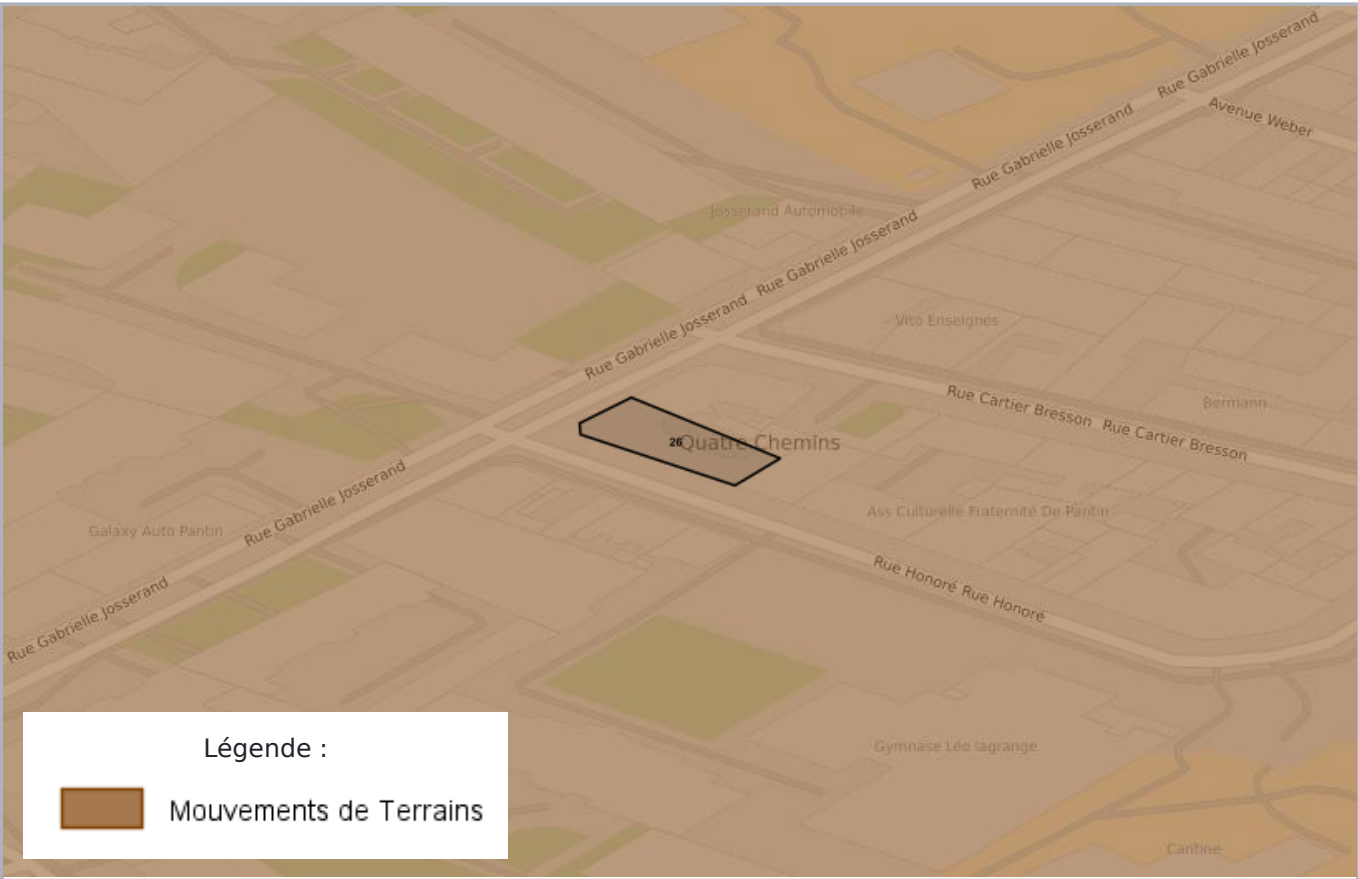 Rue Gabrielle Josserand
Rue Gabrielle Josserand
Avenue Weber
Josserand Automobile
Rue Gabrielle Josserand
Rue Gabrielle Josserand
Vito Enseignes
Rue Cartier Bresson
Rue Cartier Bresson
Bermann
26
Quatre Chemins
Rue Gabrielle Josserand
Galaxy Auto Pantin
Ass Culturelle Fraternité De Pantin
Rue Honoré
Rue Honoré
Rue Gabrielle Josserand
Gymnase Léo lagrange
Cantine
Légende :
Mouvements de Terrains